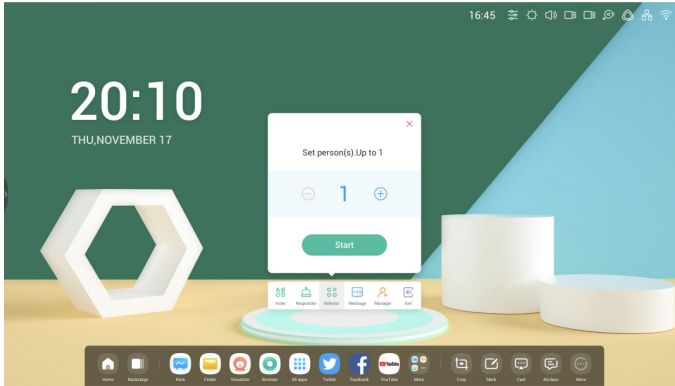 16:45
20:10
THU,NOVEMBER 17
Set person(s).Up to 1
1
Start
Voter Responder Selector Message Manager Exit
Home Backstage Note Finder Visualizer Browser All apps Twitter Facebook YouTube More Crop Mark Cast Airclass More